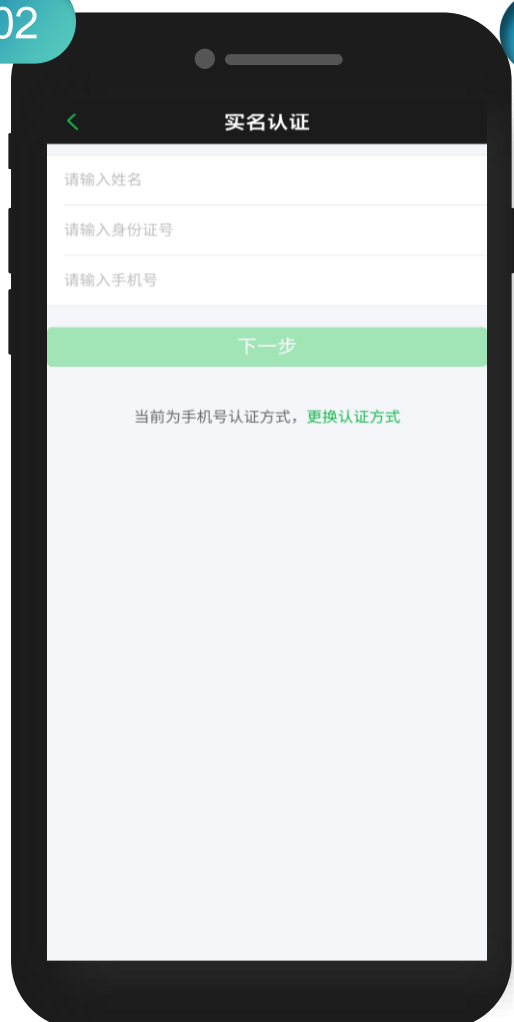 02
实名认证
请输入姓名
请输入身份证号
请输入手机号
下一步
当前为手机号认证方式，更换认证方式